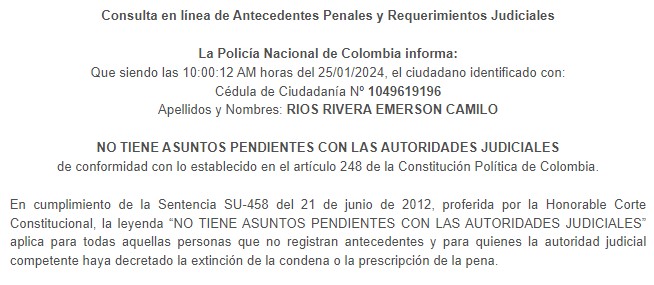 Consulta en línea de Antecedentes Penales y Requerimientos Judiciales
La Policía Nacional de Colombia informa:
Que siendo las 10:00:12 AM horas del 25/01/2024, el ciudadano identificado con:
Cédula de Ciudadanía Nº 1049619196
Apellidos y Nombres: RIOS RIVERA EMERSON CAMILO
NO TIENE ASUNTOS PENDIENTES CON LAS AUTORIDADES JUDICIALES
de conformidad con lo establecido en el artículo 248 de la Constitución Política de Colombia.
En cumplimiento de la Sentencia SU-458 del 21 de junio de 2012, proferida por la Honorable Corte
Constitucional, la leyenda “NO TIENE ASUNTOS PENDIENTES CON LAS AUTORIDADES JUDICIALES”
aplica para todas aquellas personas que no registran antecedentes y para quienes la autoridad judicial
competente haya decretado la extinción de la condena o la prescripción de la pena.